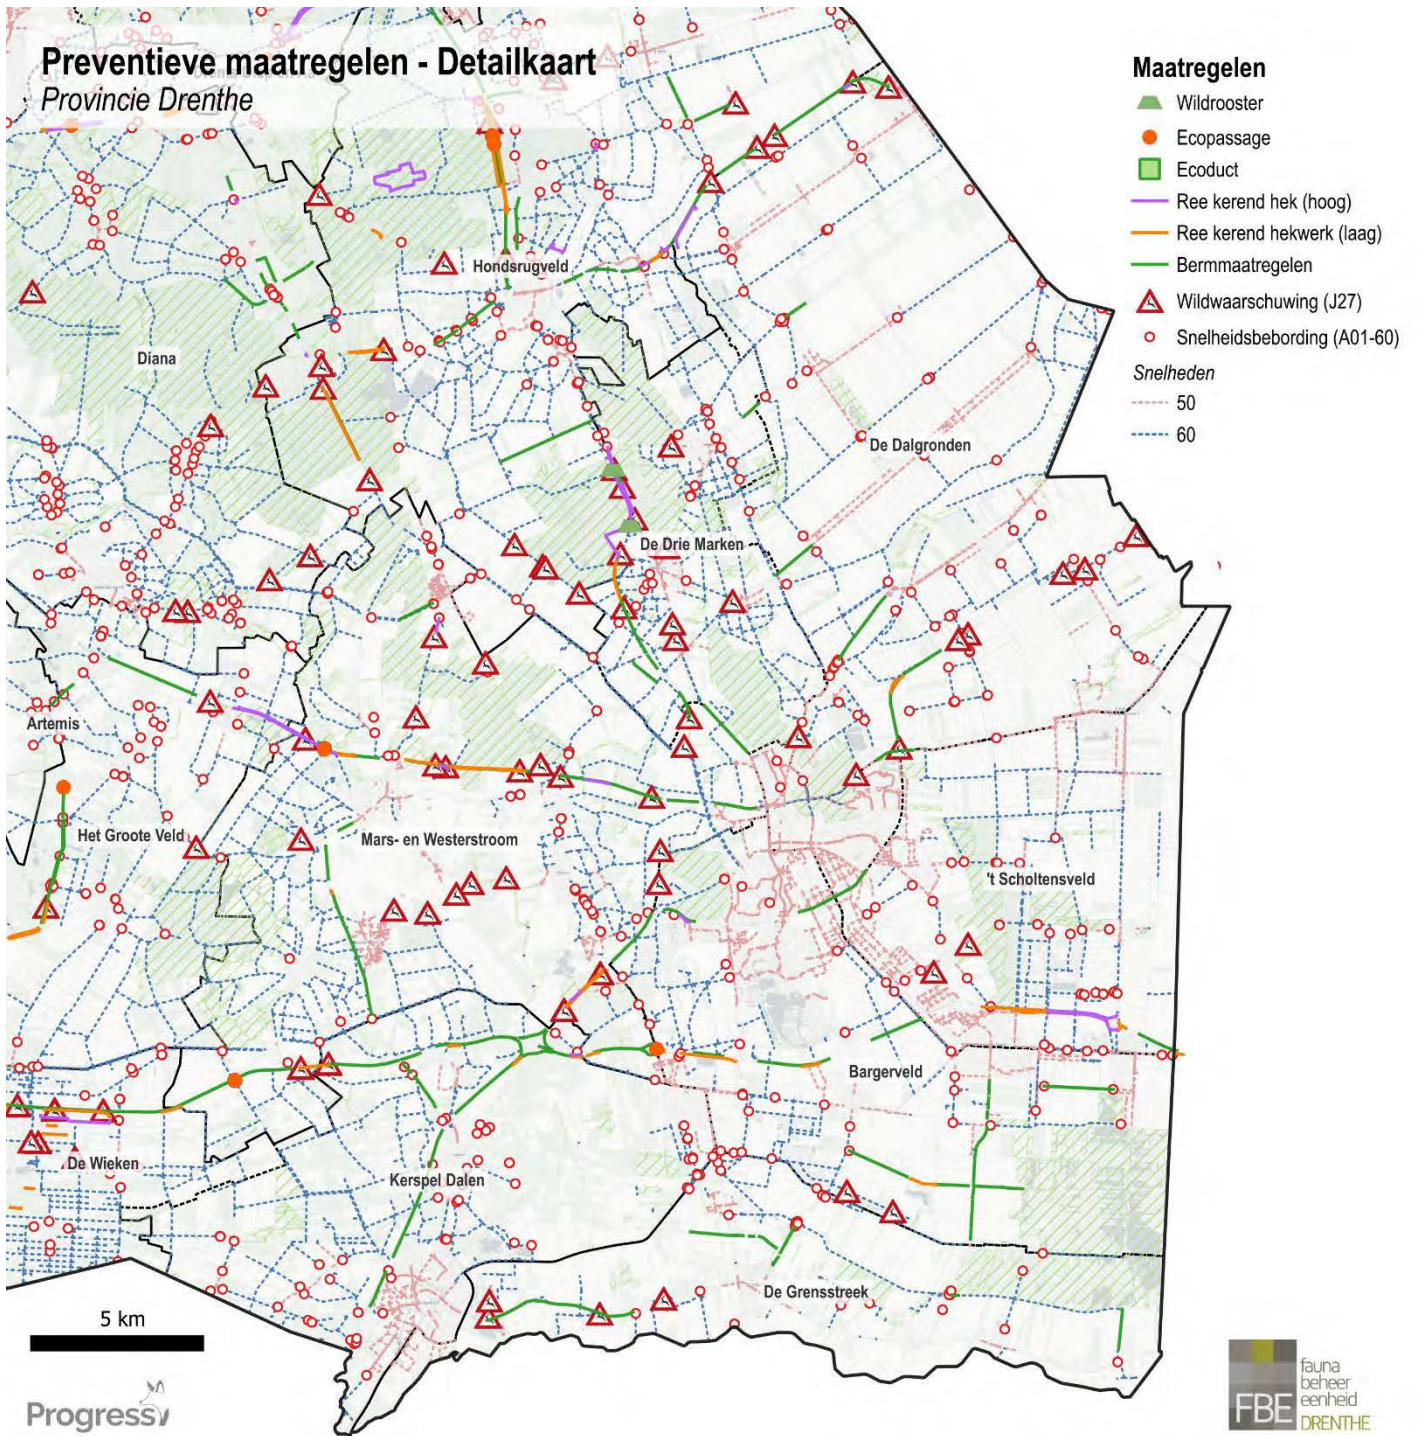 Preventieve maatregelen - Detailkaart
Provincie Drenthe
Maatregelen
Wildrooster
Ecopassage
Ecoduct
Ree kerend hek (hoog)
Ree kerend hekwerk (laag)
Bermmaatregelen
Wildwaarschuwing (J27)
Snelheidsbebording (A01-60)
Snelheden
50
60
Hondsrugveld
Diana
De Dalgronden
De Drie Marken
Artemis
Het Groote Veld
Mars- en Westerstroom
't Scholtensveld
Bargerveld
De Wieken
Kerspel Dalen
De Grensstreek
5 km
Progress
FBE
fauna
beheer
eenheid
DRENTHE